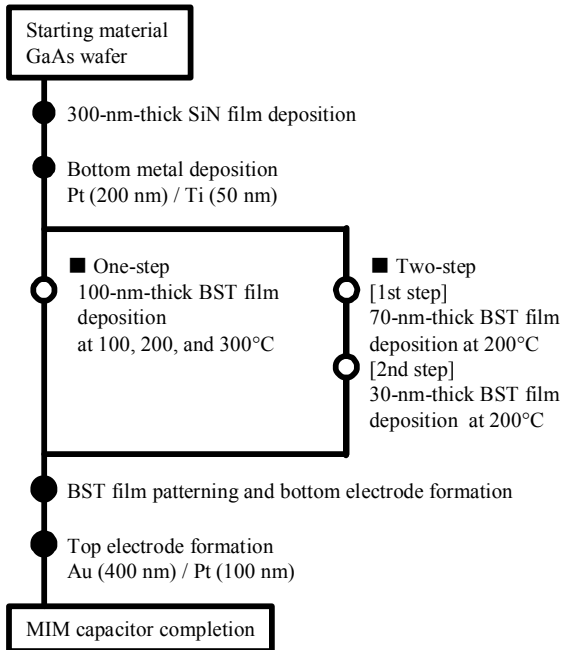 Starting material
GaAs wafer
300-nm-thick SiN film deposition
Bottom metal deposition
Pt (200 nm) / Ti (50 nm)
■ One-step
100-nm-thick BST film
deposition
at 100, 200, and 300°C
■ Two-step
[1st step]
70-nm-thick BST film
deposition at 200°C
[2nd step]
30-nm-thick BST film
deposition at 200°C
BST film patterning and bottom electrode formation
Top electrode formation
Au (400 nm) / Pt (100 nm)
MIM capacitor completion